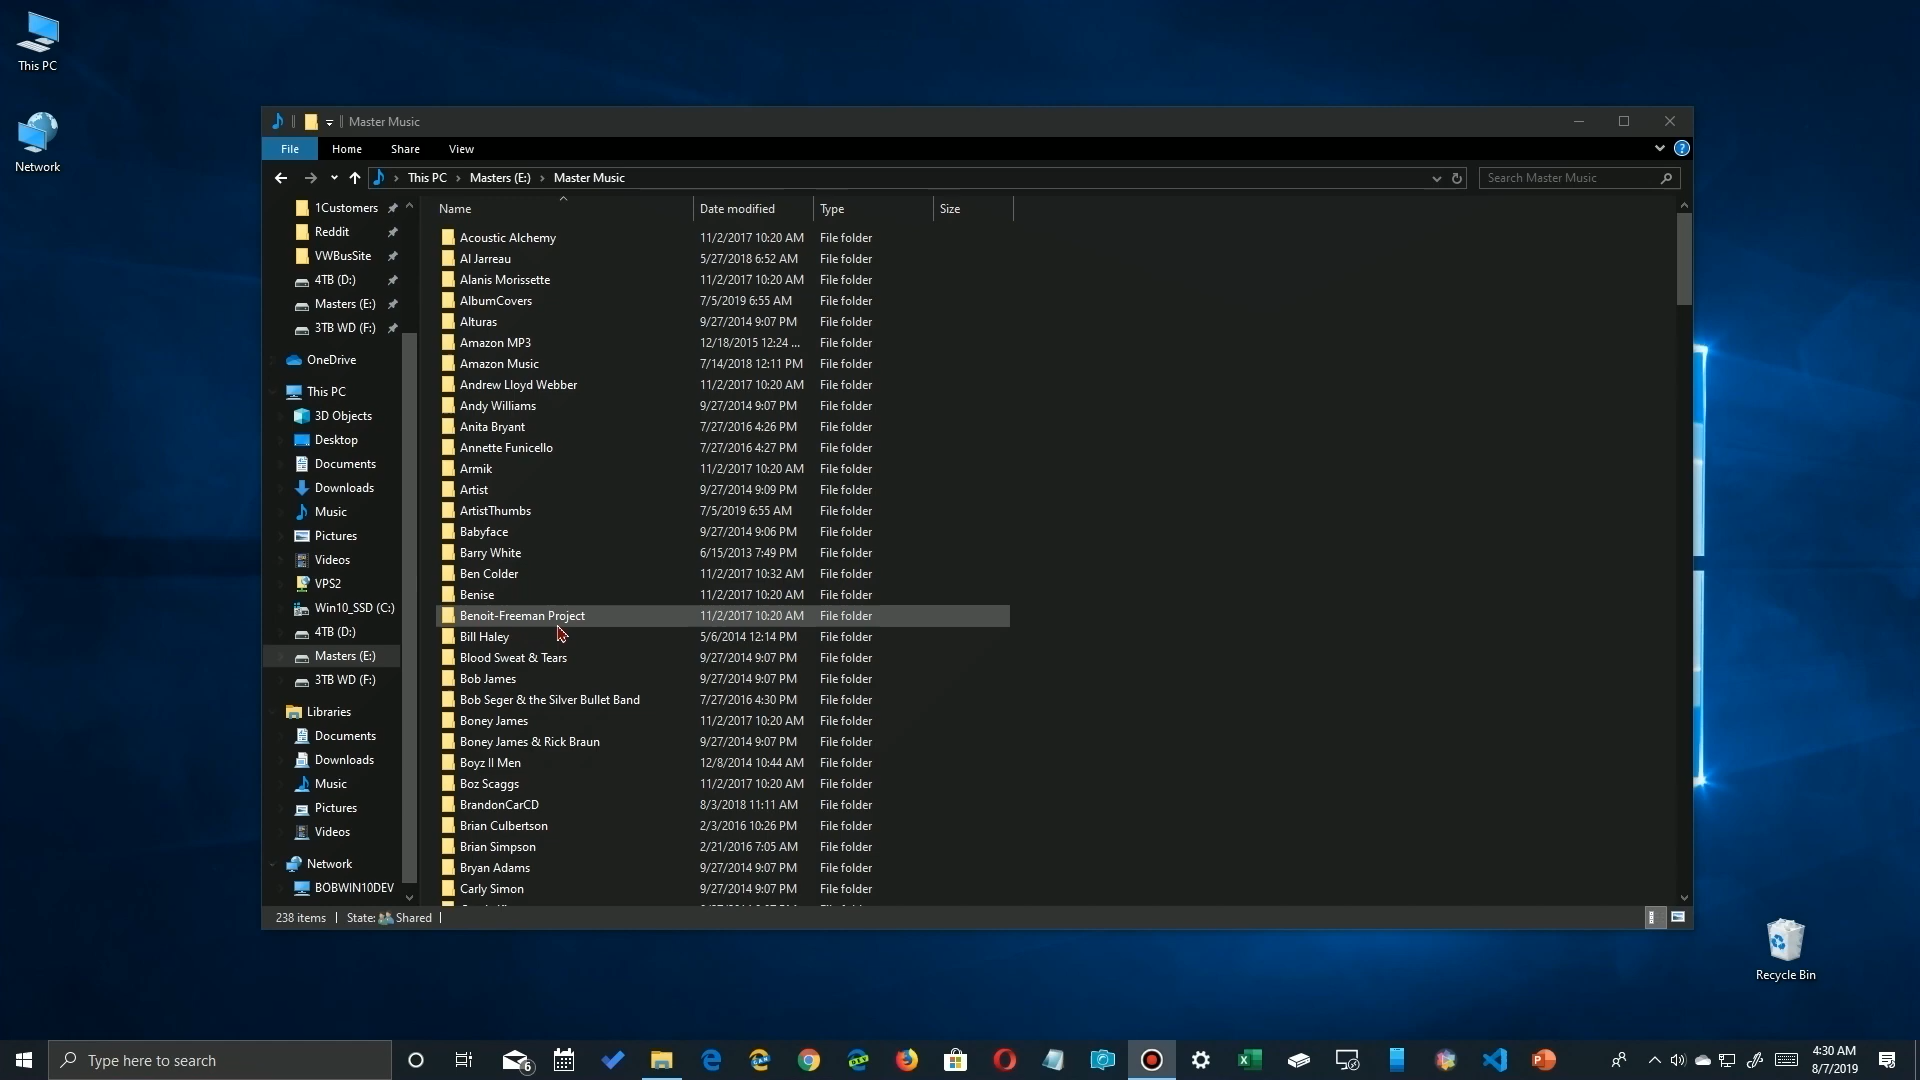 This PC
Network
Master Music
File Home Share View
This PC Masters (E:) Master Music
Search Master Music
1Customers
Reddit
VWBusSite
4TB (D:)
Masters (E:)
3TB WD (F:)
OneDrive
This PC
3D Objects
Desktop
Documents
Downloads
Music
Pictures
Videos
VPS2
Win10_SSD (C:)
4TB (D:)
Masters (E:)
3TB WD (F:)
Libraries
Documents
Downloads
Music
Pictures
Videos
Network
BOBWIN10DEV
Name Date modified Type Size
Acoustic Alchemy 11/2/2017 10:20 AM File folder
Al Jarreau 5/27/2018 6:52 AM File folder
Alanis Morissette 11/2/2017 10:20 AM File folder
AlbumCovers 7/5/2019 6:55 AM File folder
Alturas 9/27/2014 9:07 PM File folder
Amazon MP3 12/18/2015 12:24 ... File folder
Amazon Music 7/14/2018 12:11 PM File folder
Andrew Lloyd Webber 11/2/2017 10:20 AM File folder
Andy Williams 9/27/2014 9:07 PM File folder
Anita Bryant 7/27/2016 4:26 PM File folder
Annette Funicello 7/27/2016 4:27 PM File folder
Armik 11/2/2017 10:20 AM File folder
Artist 9/27/2014 9:09 PM File folder
ArtistThumbs 7/5/2019 6:55 AM File folder
Babyface 9/27/2014 9:06 PM File folder
Barry White 6/15/2013 7:49 PM File folder
Ben Colder 11/2/2017 10:32 AM File folder
Benise 11/2/2017 10:20 AM File folder
Benoit-Freeman Project 11/2/2017 10:20 AM File folder
Bill Haley 5/6/2014 12:14 PM File folder
Blood Sweat & Tears 9/27/2014 9:07 PM File folder
Bob James 9/27/2014 9:07 PM File folder
Bob Seger & the Silver Bullet Band 7/27/2016 4:30 PM File folder
Boney James 11/2/2017 10:20 AM File folder
Boney James & Rick Braun 9/27/2014 9:07 PM File folder
Boyz II Men 12/8/2014 10:44 AM File folder
Boz Scaggs 11/2/2017 10:20 AM File folder
BrandonCarCD 8/3/2018 11:11 AM File folder
Brian Culbertson 2/3/2016 10:26 PM File folder
Brian Simpson 2/21/2016 7:05 AM File folder
Bryan Adams 9/27/2014 9:07 PM File folder
Carly Simon 9/27/2014 9:07 PM File folder
238 items State: Shared
Recycle Bin
Type here to search
6
4:30 AM
8/7/2019